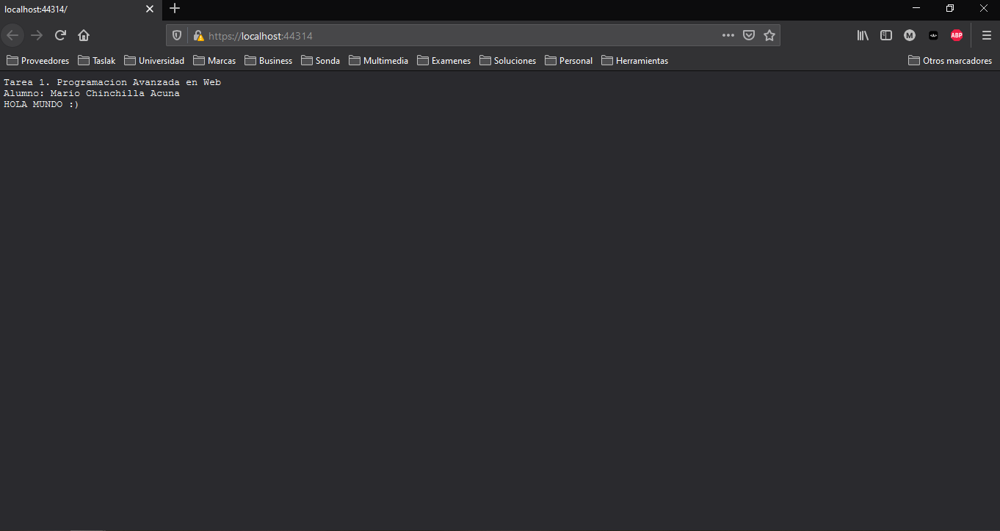 localhost:44314/
https://localhost:44314
M
<A>
ABP
Proveedores
Taslak
Universidad
Marcas
Business
Sonda
Multimedia
Examenes
Soluciones
Personal
Herramientas
Otros marcadores
Tarea 1. Programacion Avanzada en Web
Alumno: Mario Chinchilla Acuna
HOLA MUNDO :)